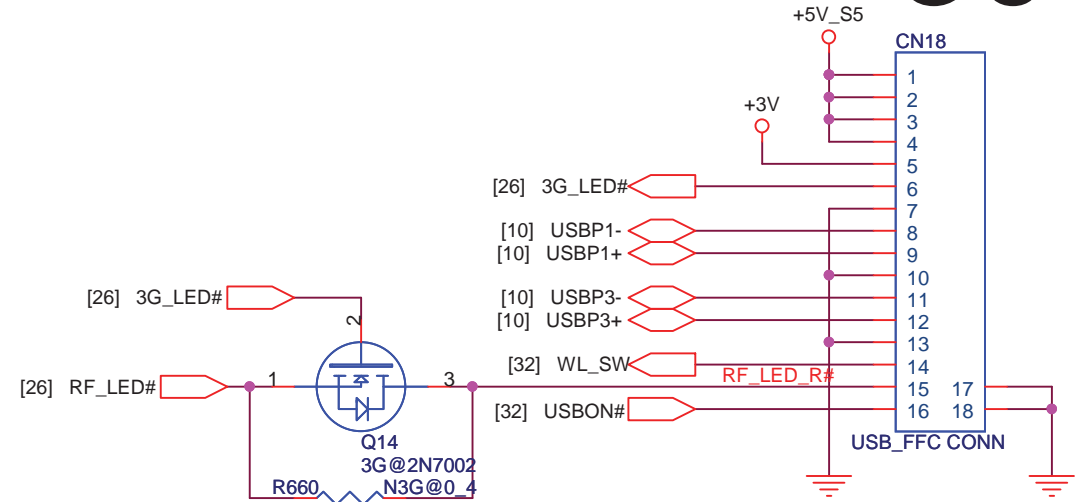 +5V_S5
CN18
1
2
+3V
3
4
5
[26] 3G_LED#
6
7
[10] USBP1-
8
[10] USBP1+
9
10
[26] 3G_LED#
[10] USBP3-
11
2
[10] USBP3+
12
13
[32] WL_SW
14
RF_LED_R#
[26] RF_LED#
1
3
15 17
[32] USBON#
16 18
Q14
USB_FFC CONN
3G@2N7002
R660
N3G@0_4